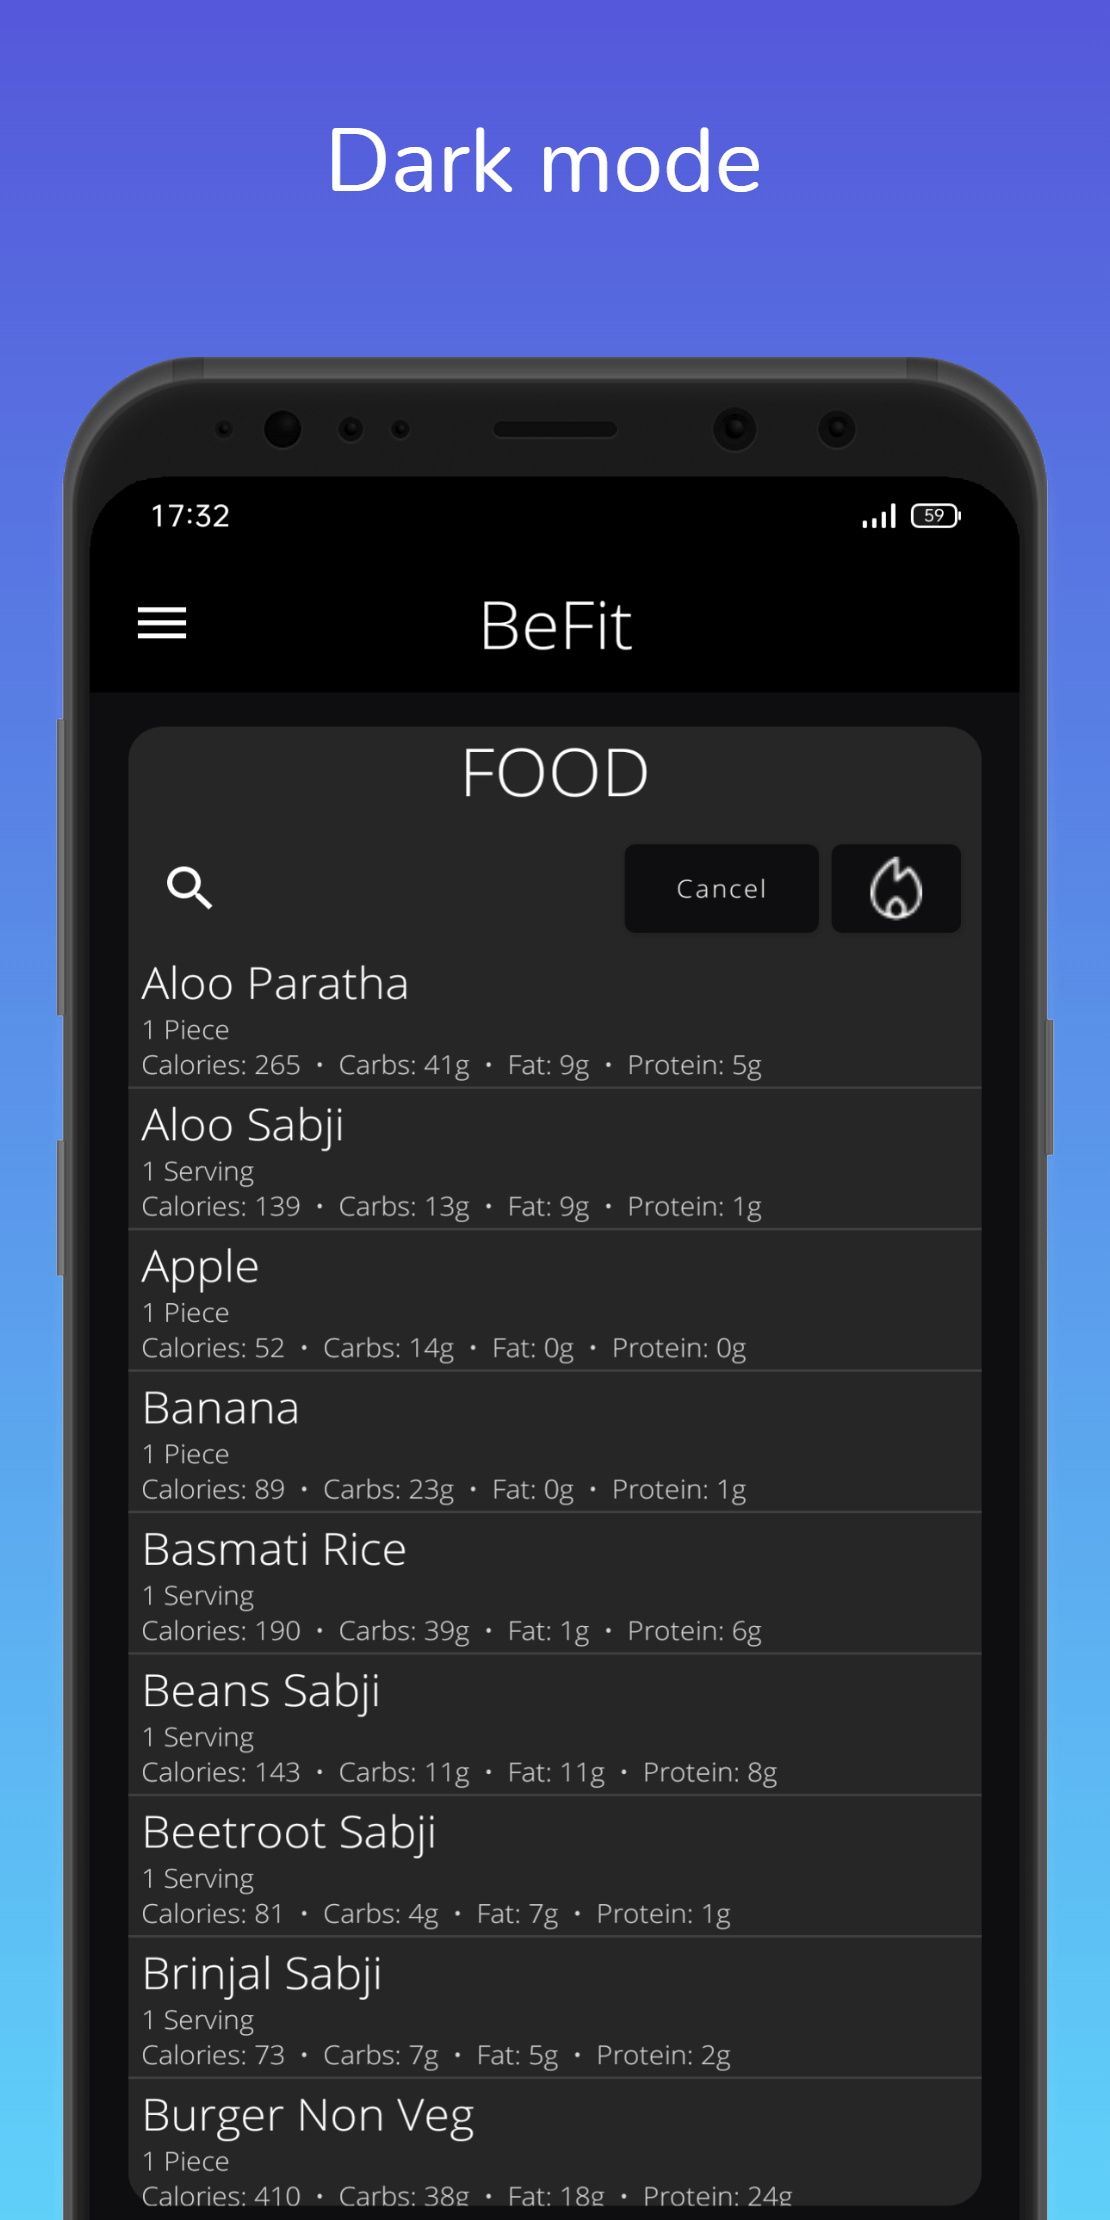 Dark mode
17:32
59
BeFit
FOOD
Cancel
Aloo Paratha
1 Piece
Calories: 265 • Carbs: 41g • Fat: 9g • Protein: 5g
Aloo Sabji
1 Serving
Calories: 139 • Carbs: 13g • Fat: 9g • Protein: 1g
Apple
1 Piece
Calories: 52 • Carbs: 14g • Fat: 0g • Protein: 0g
Banana
1 Piece
Calories: 89 • Carbs: 23g • Fat: 0g • Protein: 1g
Basmati Rice
1 Serving
Calories: 190 • Carbs: 39g • Fat: 1g • Protein: 6g
Beans Sabji
1 Serving
Calories: 143 • Carbs: 11g • Fat: 11g • Protein: 8g
Beetroot Sabji
1 Serving
Calories: 81 • Carbs: 4g • Fat: 7g • Protein: 1g
Brinjal Sabji
1 Serving
Calories: 73 • Carbs: 7g • Fat: 5g • Protein: 2g
Burger Non Veg
1 Piece
Calories: 410 • Carbs: 38g • Fat: 18g • Protein: 24g